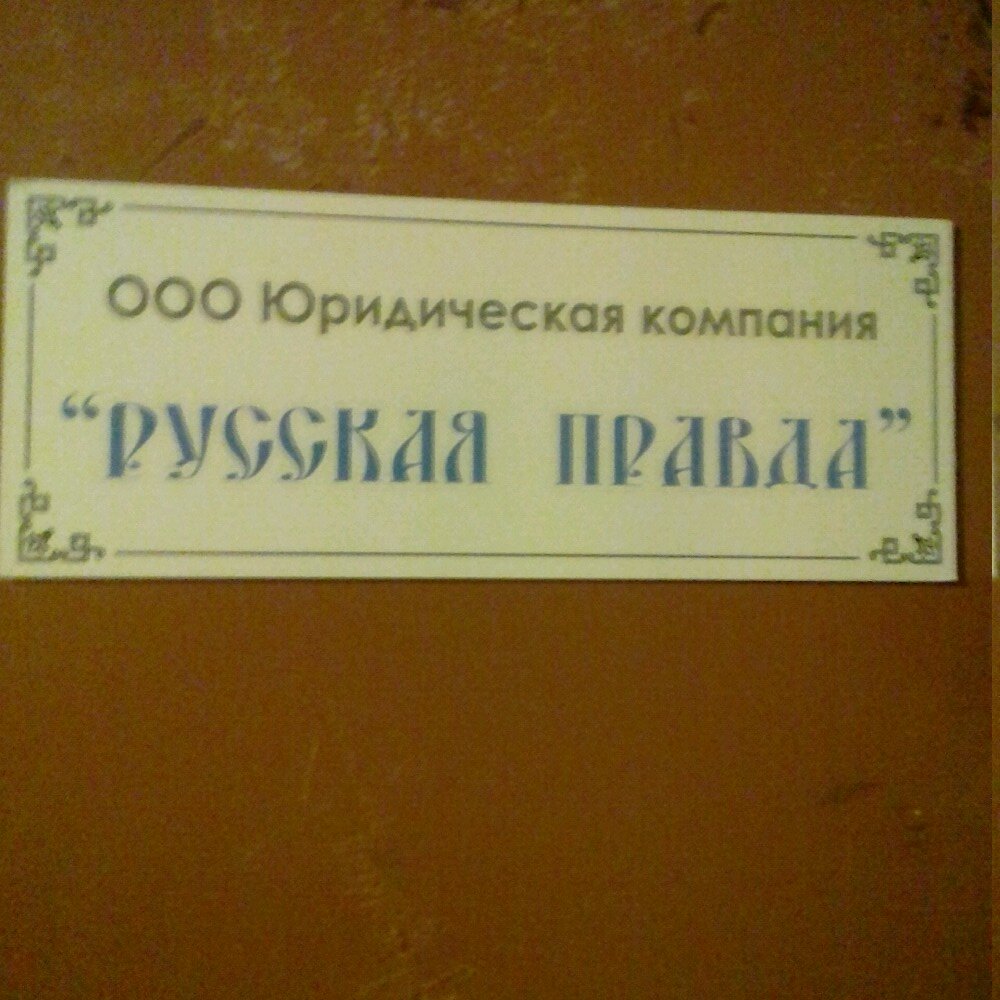 ООО Юридическая компания
“РУССКАЯ ПРАВДА”